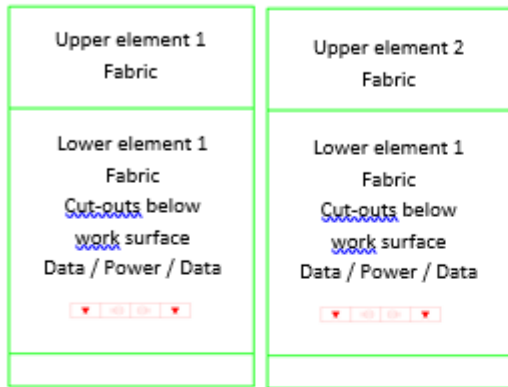 Upper element 1
Fabric
Lower element 1
Fabric
Cut-outs below
work surface
Data / Power / Data
Upper element 2
Fabric
Lower element 1
Fabric
Cut-outs below
work surface
Data / Power / Data